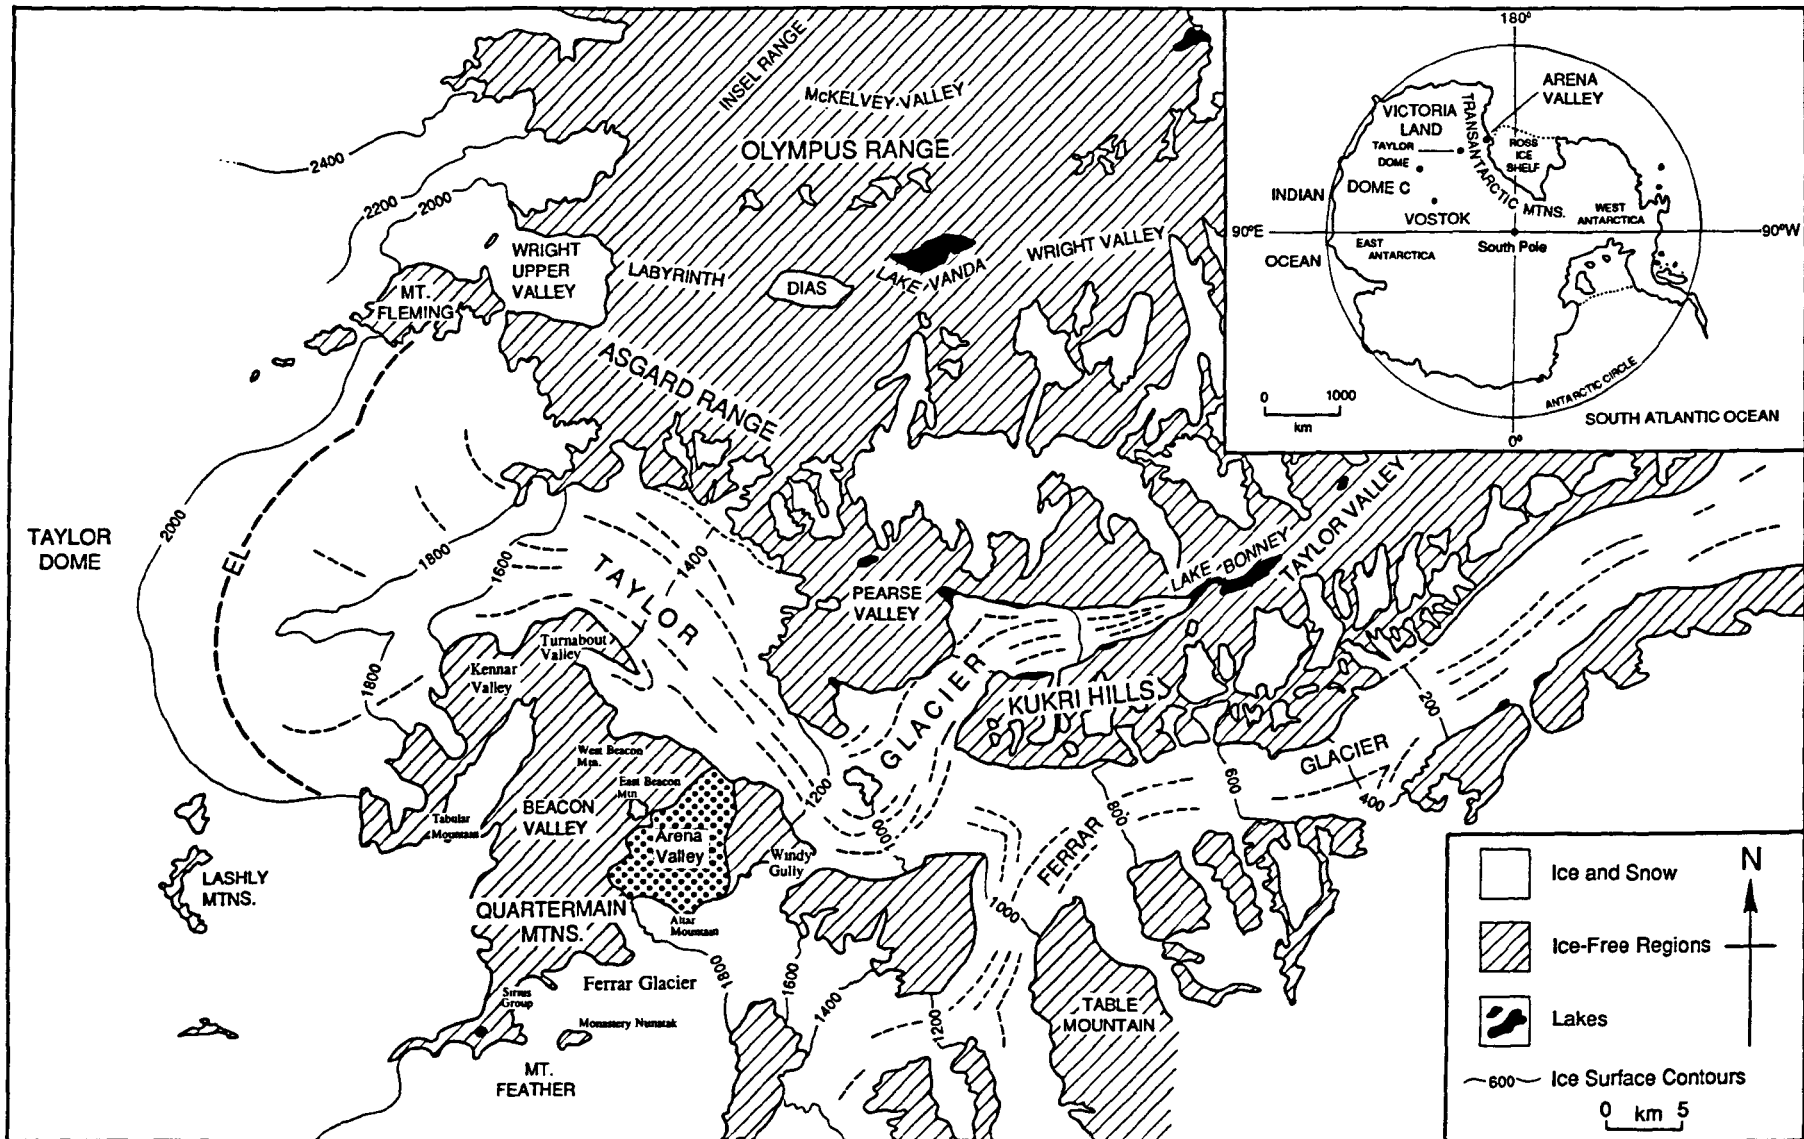 INSEL RANGE
McKELVEY VALLEY
OLYMPUS RANGE
2400
2200
2000
WRIGHT
UPPER
VALLEY
LABYRINTH
DIAS
LAKE VANDA
WRIGHT VALLEY
MT.
FLEMING
ASGARD RANGE
TAYLOR
DOME
2000
EL
1800
1600
1400
TAYLOR
GLACIER
PEARSE
VALLEY
LAKE BONNEY
TAYLOR VALLEY
Turnabout
Valley
Kennar
Valley
1800
KUKRI HILLS
200
GLACIER
400
600
800
FERRAR
West Beacon
Mtn.
East Beacon
Mtn
BEACON
VALLEY
Arena
Valley
1200
1000
Windy
Gully
Tabular
Mountain
LASHLY
MTNS.
QUARTERMAIN
MTNS.
Altar
Mountain
1000
1800
1600
1400
1200
Ferrar Glacier
Sirius
Group
Monastery Nunatak
MT.
FEATHER
TABLE
MOUNTAIN
180°
ARENA
VALLEY
VICTORIA
LAND
TRANSANTARCTIC MTNS.
TAYLOR
DOME
ROSS
ICE
SHELF
DOME C
VOSTOK
INDIAN
OCEAN
WEST
ANTARCTICA
90°E
90°W
EAST
ANTARCTICA
South Pole
0 1000
km
ANTARCTIC CIRCLE
SOUTH ATLANTIC OCEAN
0°
Ice and Snow
N
Ice-Free Regions
Lakes
600 Ice Surface Contours
0 km 5